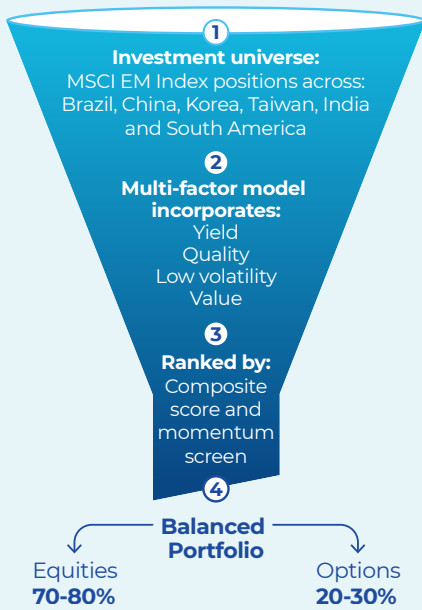 1
Investment universe:
MSCI EM Index positions across:
Brazil, China, Korea, Taiwan, India
and South America
2
Multi-factor model
incorporates:
Yield
Quality
Low volatility
Value
3
Ranked by:
Composite
score and
momentum
screen
4
Balanced
Portfolio
Equities
70-80%
Options
20-30%